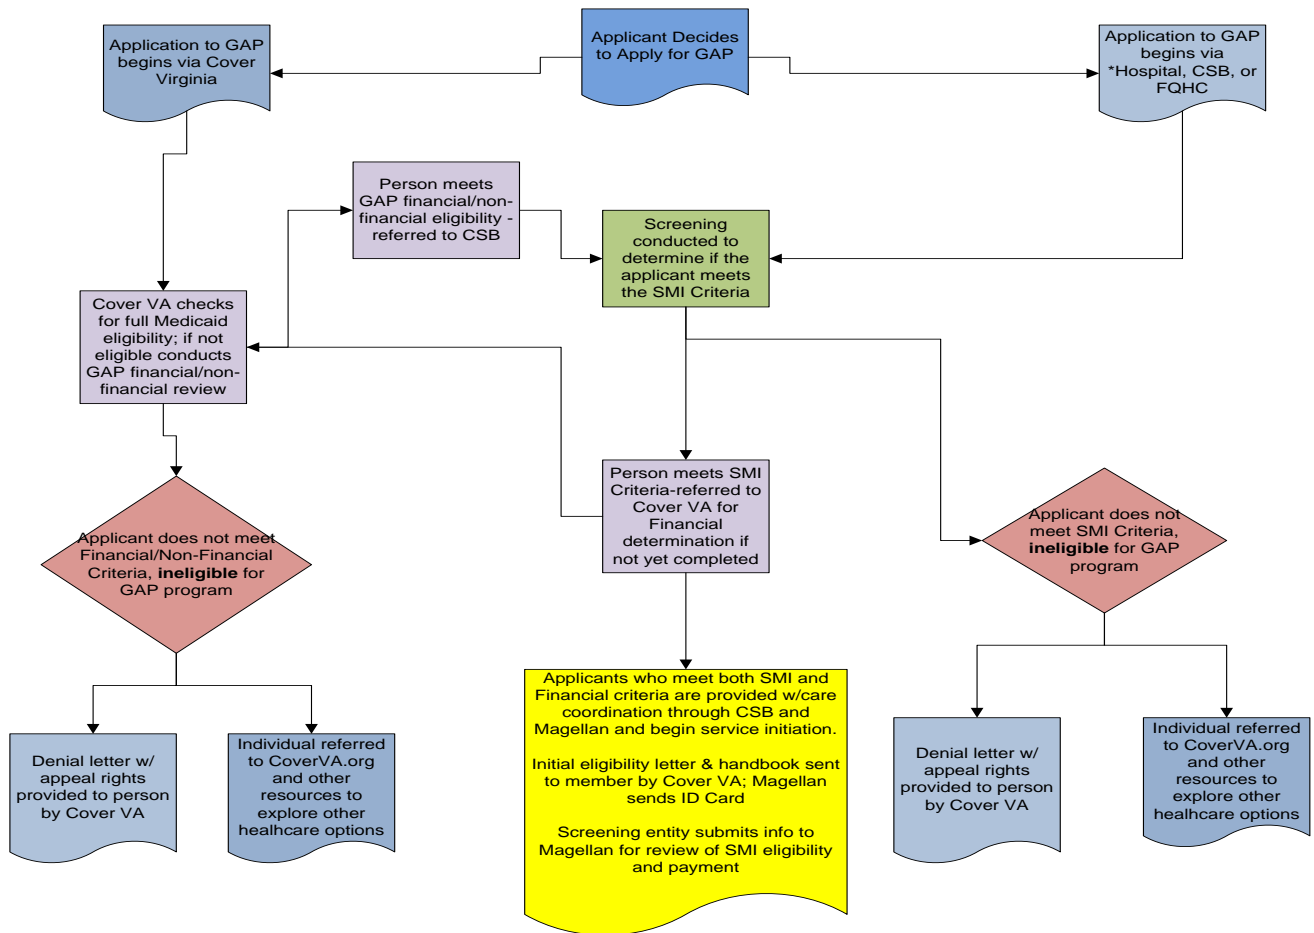 Application to GAP
begins via Cover
Virginia
Applicant Decides
to Apply for GAP
Application to GAP
begins via
*Hospital, CSB, or
FQHC
Person meets
GAP financial/non-
financial eligibility -
referred to CSB
Screening
conducted to
determine if the
applicant meets
the SMI Criteria
Cover VA checks
for full Medicaid
eligibility; if not
eligible conducts
GAP financial/non-
financial review
Person meets SMI
Criteria-referred to
Cover VA for
Financial
determination if
not yet completed
Applicant does not meet
Financial/Non-Financial
Criteria, ineligible for
GAP program
Applicant does not
meet SMI Criteria,
ineligible for GAP
program
Denial letter w/
appeal rights
provided to person
by Cover VA
Individual referred
to CoverVA.org
and other
resources to
explore other
healhcare options
Applicants who meet both SMI and
Financial criteria are provided w/care
coordination through CSB and
Magellan and begin service initiation.
Initial eligibility letter & handbook sent
to member by Cover VA; Magellan
sends ID Card
Screening entity submits info to
Magellan for review of SMI eligibility
and payment
Denial letter w/
appeal rights
provided to person
by Cover VA
Individual referred
to CoverVA.org
and other
resources to
explore other
healhcare options